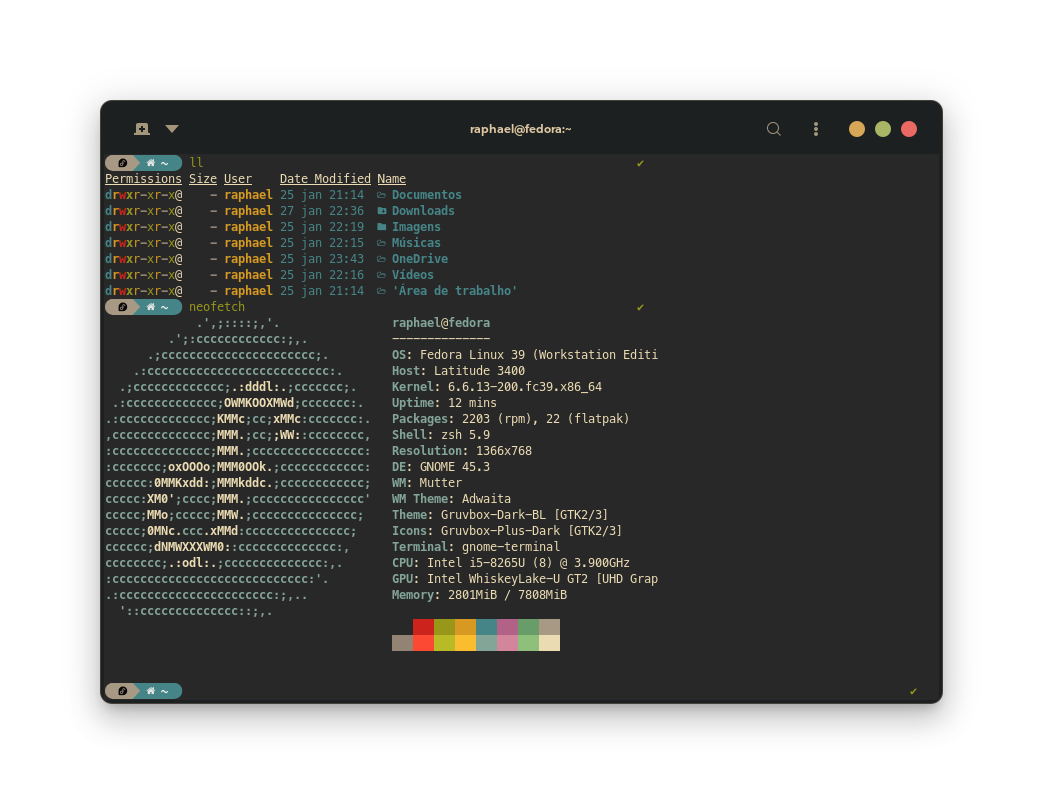 raphael@fedora:~
~ ll ✔
Permissions Size User    Date Modified Name
drwxr-xr-x@    - raphael 25 jan 21:14  Documentos
drwxr-xr-x@    - raphael 27 jan 22:36  Downloads
drwxr-xr-x@    - raphael 25 jan 22:19  Imagens
drwxr-xr-x@    - raphael 25 jan 22:15  Músicas
drwxr-xr-x@    - raphael 25 jan 23:43  OneDrive
drwxr-xr-x@    - raphael 25 jan 22:16  Vídeos
drwxr-xr-x@    - raphael 25 jan 21:14  'Área de trabalho'
~ neofetch ✔
             .',;::::;,'.                raphael@fedora
         .';:cccccccccccc:;,.            --------------
      .;cccccccccccccccccccccc;.         OS: Fedora Linux 39 (Workstation Editi
    .:cccccccccccccccccccccccccc:.       Host: Latitude 3400
  .;ccccccccccccc;.:dddl:.;ccccccc;.     Kernel: 6.6.13-200.fc39.x86_64
 .:ccccccccccccc;OWMKOOXMWd;ccccccc:.    Uptime: 12 mins
.:ccccccccccccc;KMMc;cc;xMMc:ccccccc:.   Packages: 2203 (rpm), 22 (flatpak)
,cccccccccccccc;MMM.;cc;;WW::cccccccc,   Shell: zsh 5.9
:cccccccccccccc;MMM.;cccccccccccccccc:   Resolution: 1366x768
:ccccccc;oxOOOo;MMM0OOk.;cccccccccccc:   DE: GNOME 45.3
cccccc:0MMKxdd:;MMMkddc.;cccccccccccc;   WM: Mutter
ccccc:XM0';cccc;MMM.;cccccccccccccccc'   WM Theme: Adwaita
ccccc;MMo;ccccc;MMW.;ccccccccccccccc;    Theme: Gruvbox-Dark-BL [GTK2/3]
ccccc;0MNc.ccc.xMMd:ccccccccccccccc;     Icons: Gruvbox-Plus-Dark [GTK2/3]
cccccc;dNMWXXXWM0::cccccccccccccc:,      Terminal: gnome-terminal
cccccccc;.:odl:.;cccccccccccccc:,.       CPU: Intel i5-8265U (8) @ 3.900GHz
:cccccccccccccccccccccccccccc:'.         GPU: Intel WhiskeyLake-U GT2 [UHD Grap
.:cccccccccccccccccccccc:;,..            Memory: 2801MiB / 7808MiB
  '::cccccccccccccc::;,.
~ ✔